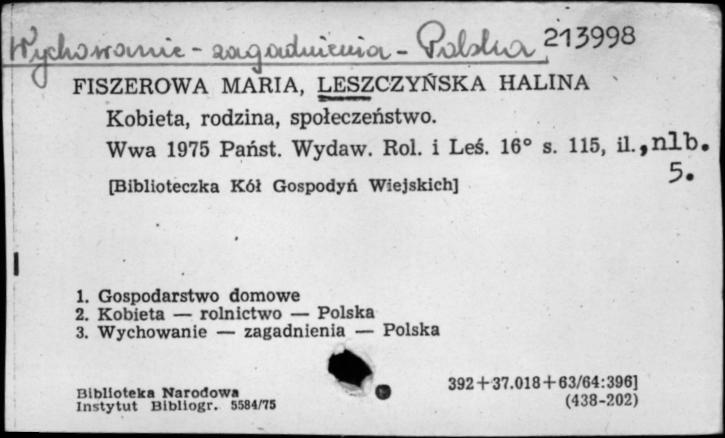 Wychowanie - zagadnienia - Polska 213998
FISZEROWA MARIA, LESZCZYŃSKA HALINA
Kobieta, rodzina, społeczeństwo.
Wwa 1975 Państ. Wydaw. Rol. i Leś. 16° s. 115, il., nlb.
5.
[Biblioteczka Kół Gospodyń Wiejskich]
1. Gospodarstwo domowe
2. Kobieta — rolnictwo — Polska
3. Wychowanie — zagadnienia — Polska
392+37.018+63/64:396]
Biblioteka Narodowa
(438-202)
Instytut Bibliogr. 5584/75